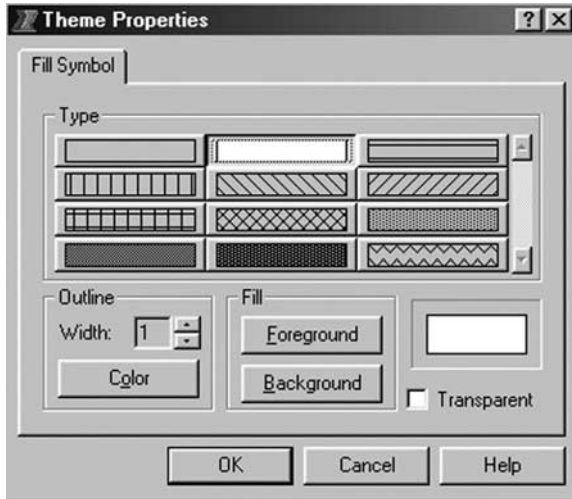 Theme Properties
Fill Symbol
Type
Outline
Width: 1
Color
Fill
Foreground
Background
Transparent
OK
Cancel
Help